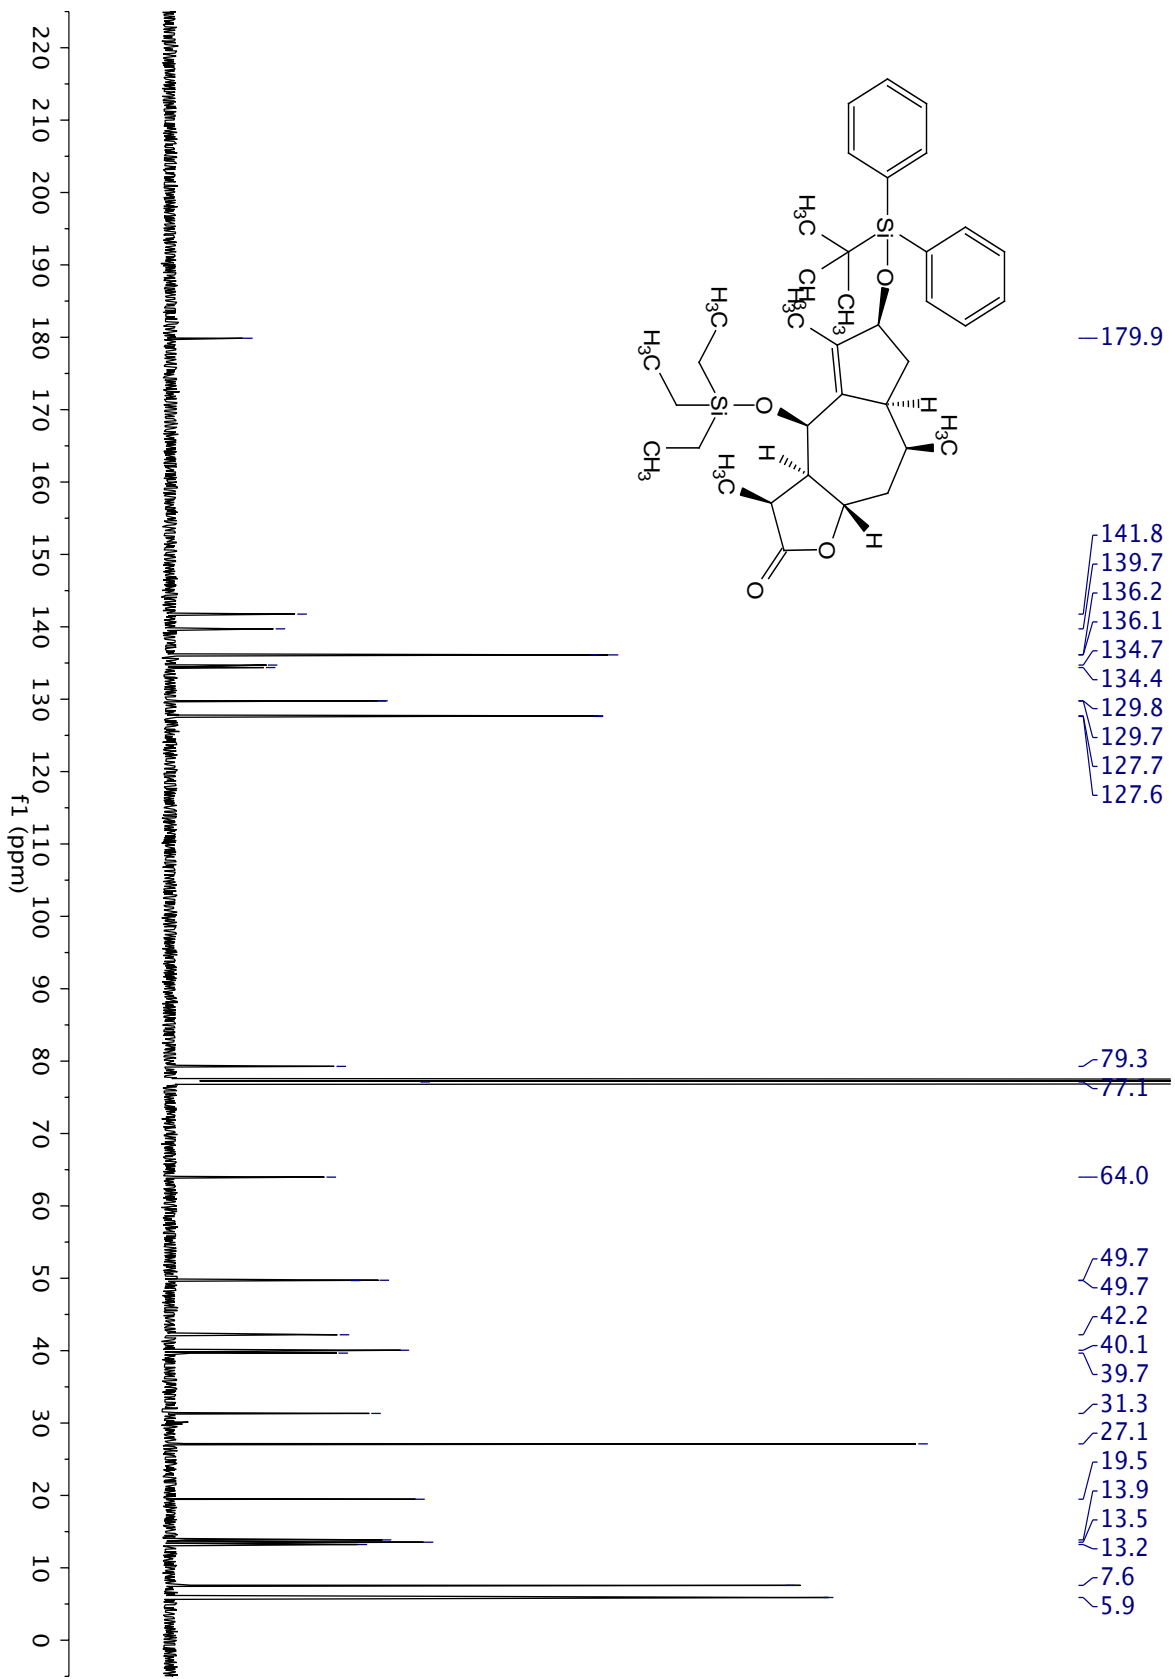 179.9
141.8
139.7
136.2
136.1
134.7
134.4
129.8
129.7
127.7
127.6
79.3
77.1
64.0
49.7
49.7
42.2
40.1
39.7
31.3
27.1
19.5
13.9
13.5
13.2
7.6
5.9
Si
O
H₃C
CH₃
CH₃
H₃C
H
H₃C
H₃C
H₃C
Si
O
CH₃
H
H₃C
H
O
O
220
210
200
190
180
170
160
150
140
130
120
110
100
90
80
70
60
50
40
30
20
10
0
f1 (ppm)